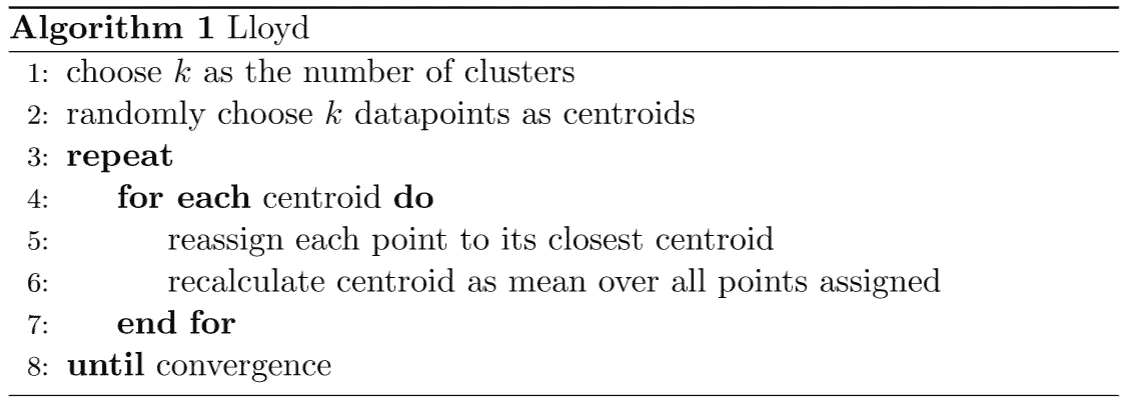 Algorithm 1 Lloyd
1: choose k as the number of clusters
2: randomly choose k datapoints as centroids
3: repeat
4: for each centroid do
5: reassign each point to its closest centroid
6: recalculate centroid as mean over all points assigned
7: end for
8: until convergence